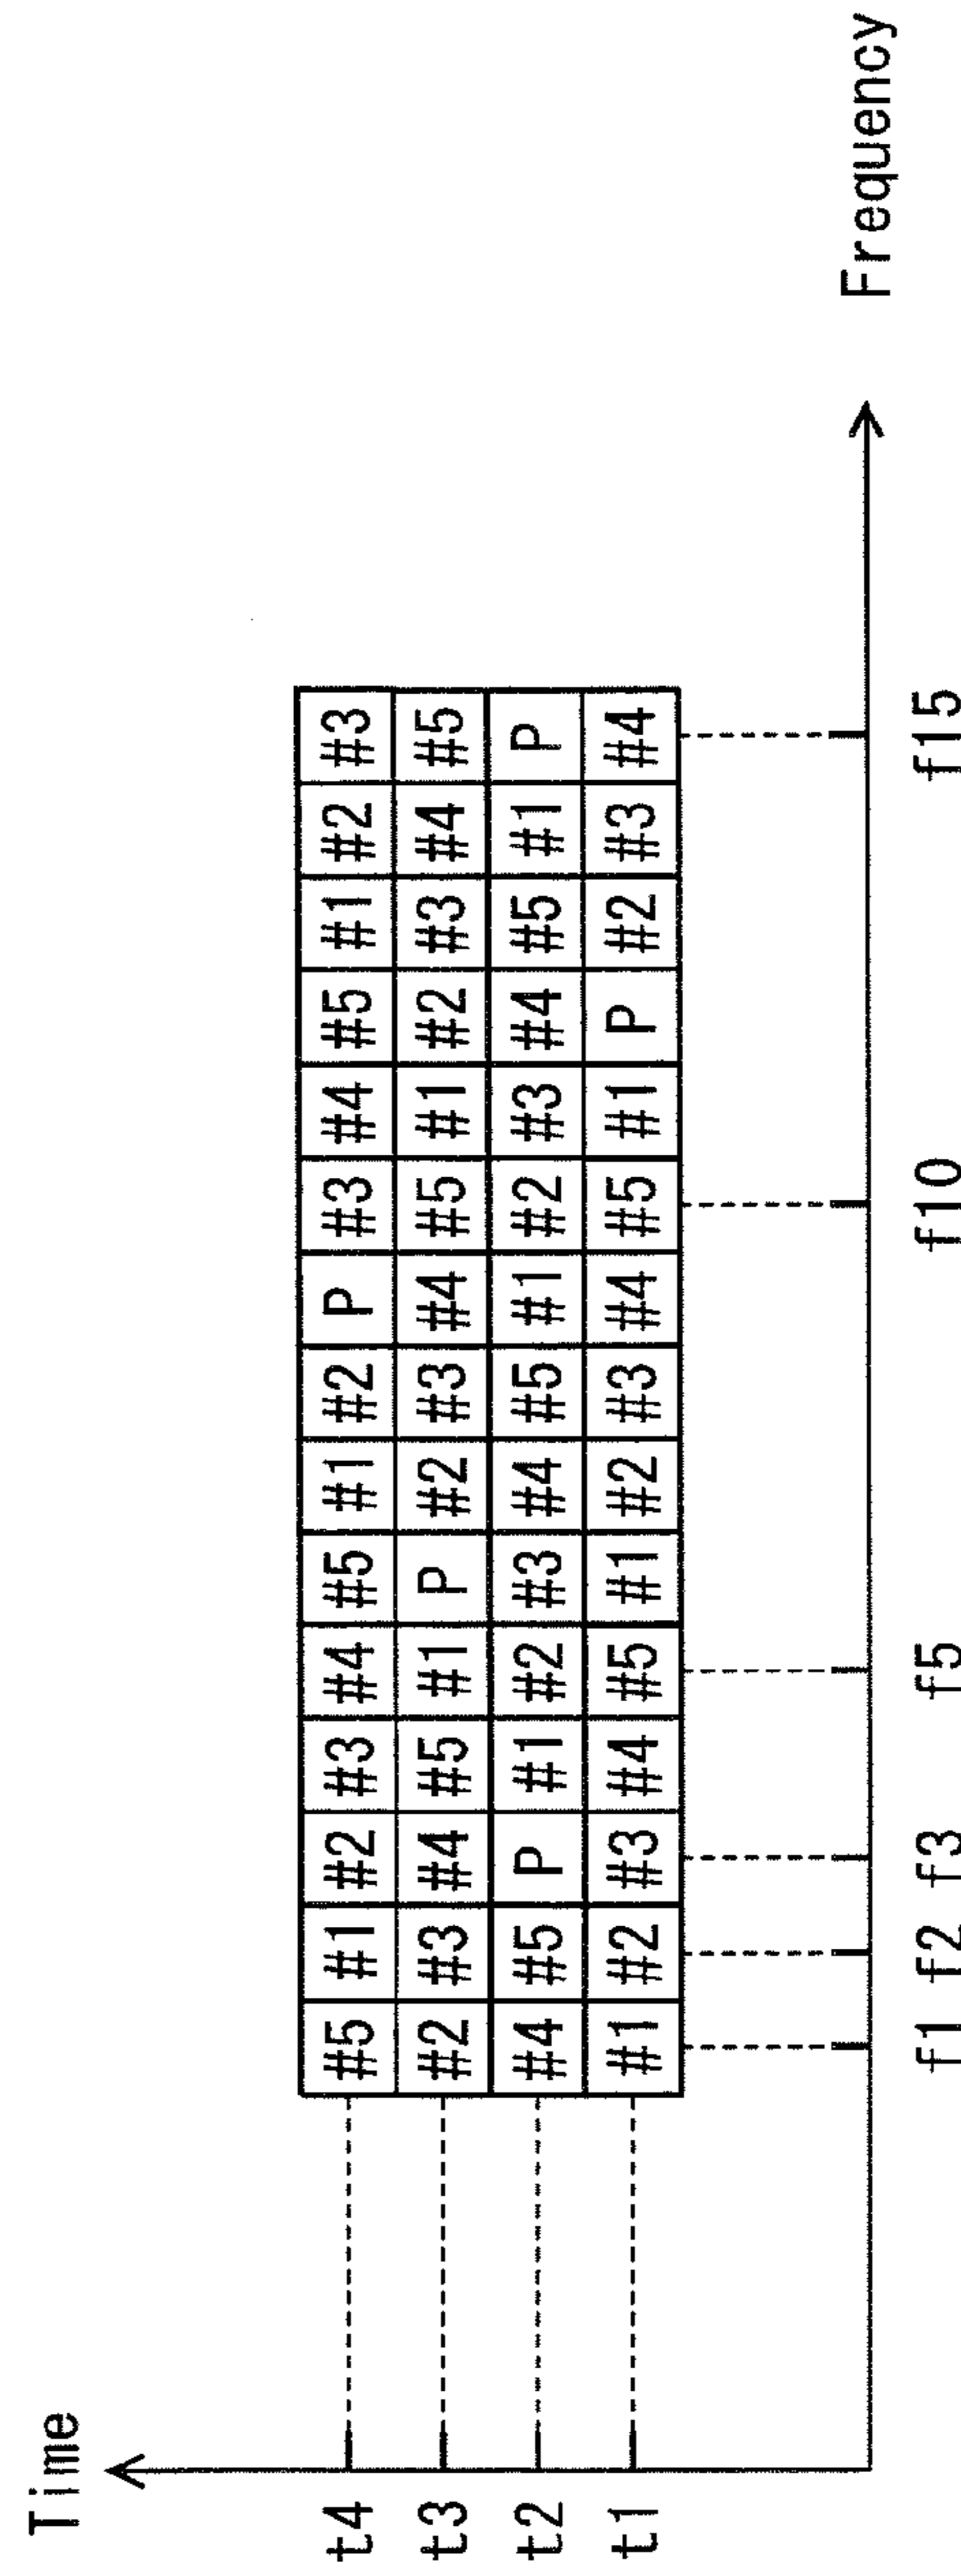 Time
t4 #5 #1 #2 #3 #4 #5 #1 #2 P #3 #4 #5 #1 #2 #3
t3 #2 #3 #4 #5 #1 P #2 #3 #4 #5 #1 #2 #3 #4 #5
t2 #4 #5 P #1 #2 #3 #4 #5 #1 #2 #3 #4 #5 #1 P
t1 #1 #2 #3 #4 #5 #1 #2 #3 #4 #5 #1 P #2 #3 #4
Frequency
f1 f2 f3 f5 f10 f15